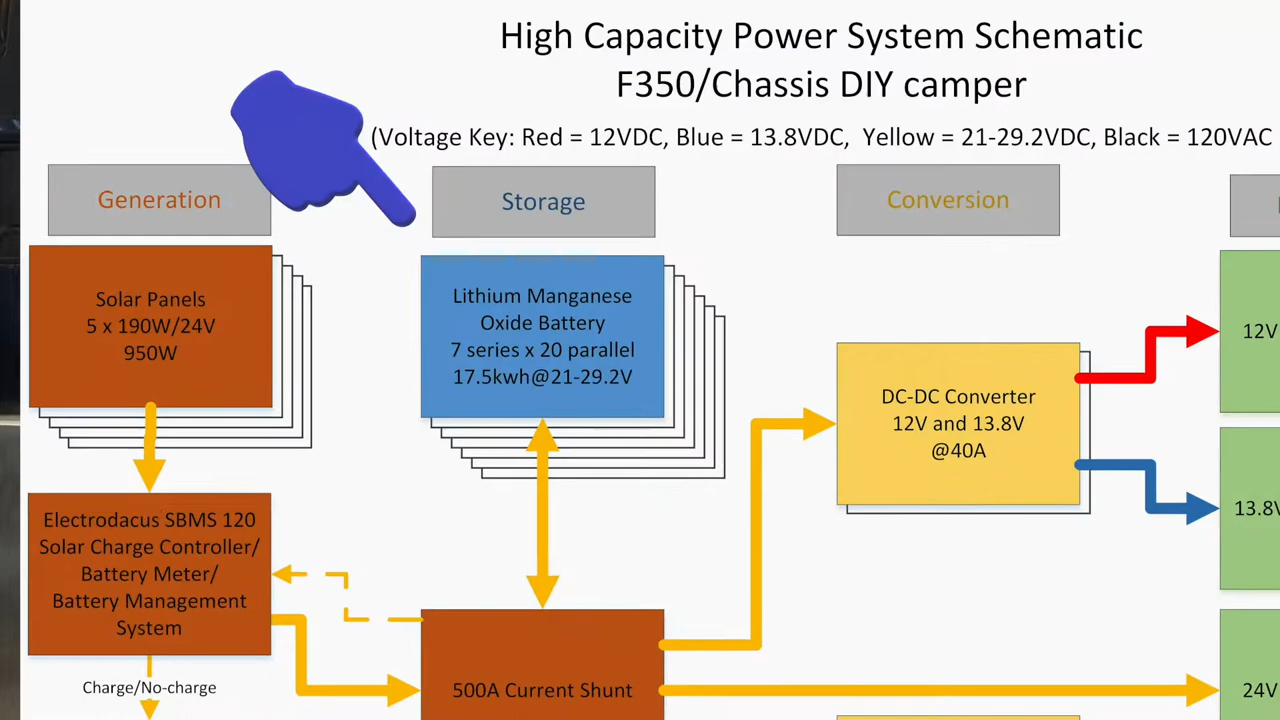 High Capacity Power System Schematic
F350/Chassis DIY camper
(Voltage Key: Red = 12VDC, Blue = 13.8VDC, Yellow = 21-29.2VDC, Black = 120VAC
Generation
Storage
Conversion
Solar Panels
5 x 190W/24V
950W
Lithium Manganese
Oxide Battery
7 series x 20 parallel
17.5kwh@21-29.2V
DC-DC Converter
12V and 13.8V
@40A
12V
13.8V
Electrodacus SBMS 120
Solar Charge Controller/
Battery Meter/
Battery Management
System
Charge/No-charge
500A Current Shunt
24V